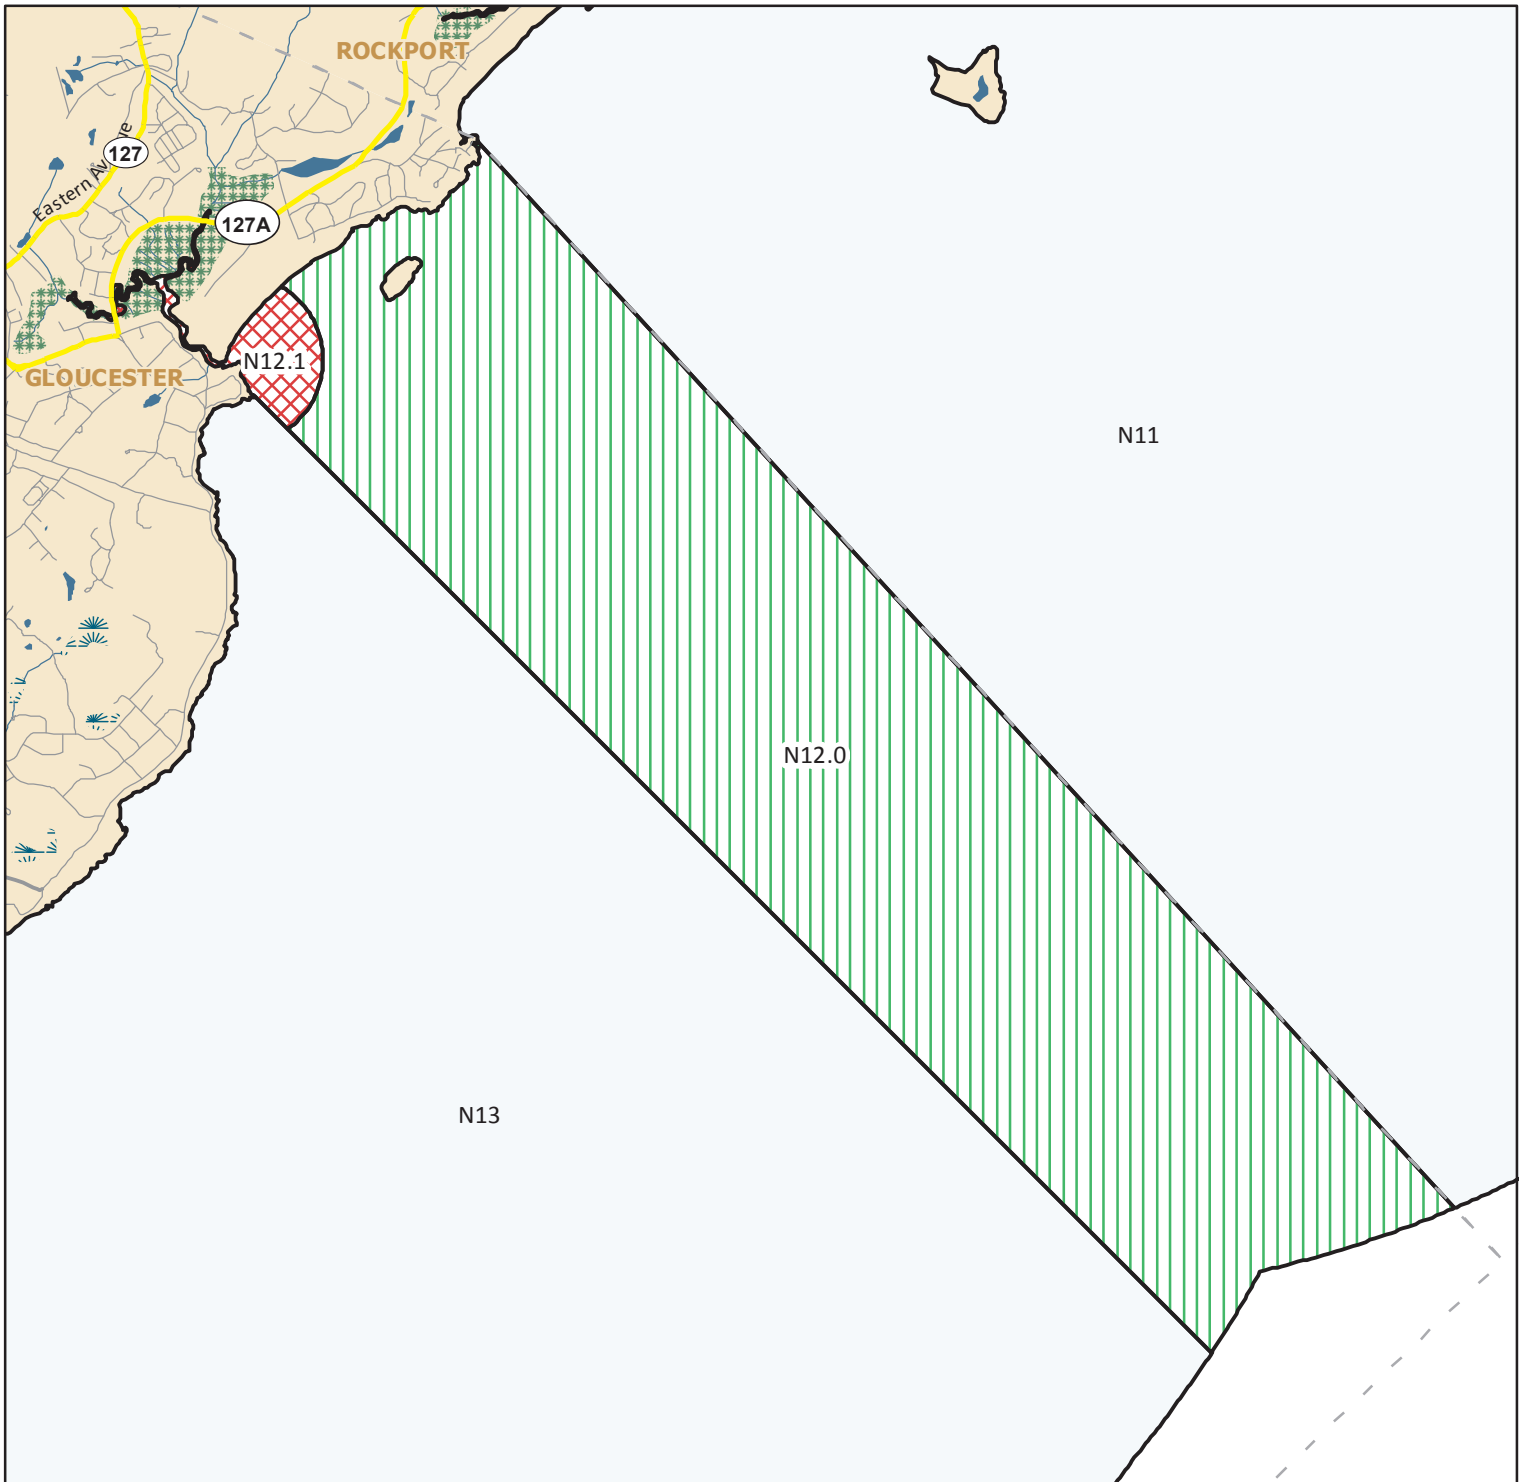 ROCKPORT
127
Eastern Avenue
127A
N12.1
GLOUCESTER
N11
N12.0
N13